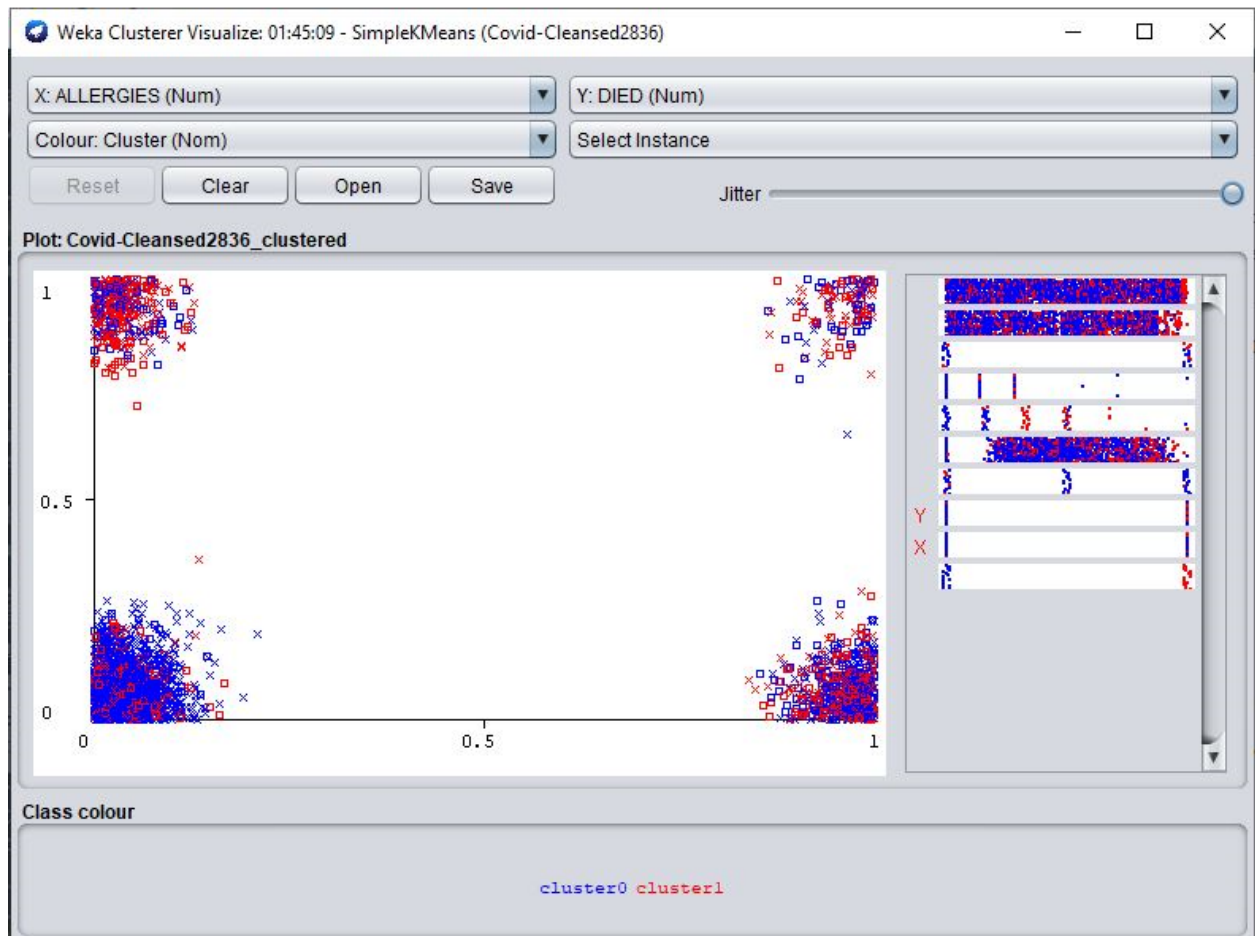 Weka Clusterer Visualize: 01:45:09 - SimpleKMeans (Covid-Cleansed2836)
X: ALLERGIES (Num) Y: DIED (Num)
Colour: Cluster (Nom) Select Instance
Reset Clear Open Save Jitter
Plot: Covid-Cleansed2836_clustered
1
0.5
Y
X
0
0 0.5 1
Class colour
cluster0 cluster1